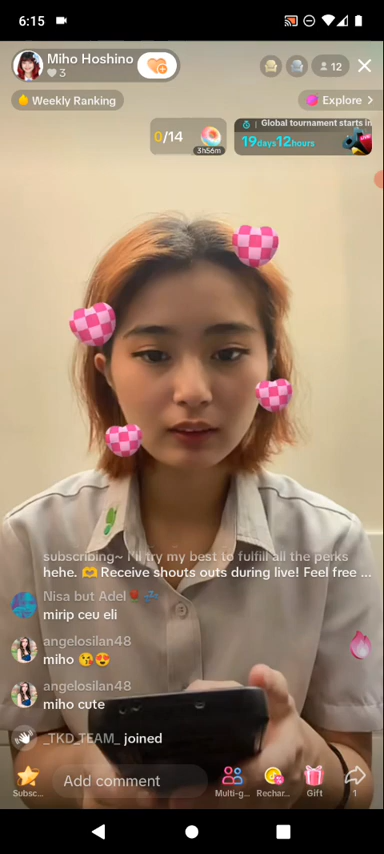 6:15
Miho Hoshino
3
12
Weekly Ranking
Explore
0/14
3h56m
Global tournament starts in
19days12hours
subscribing~ i'll try my best to fulfill all the perks
hehe. 🫶 Receive shouts outs during live! Feel free ...
Nisa but Adel
mirip ceu eli
angelosilan48
miho 😘😍
angelosilan48
miho cute
_TKD_TEAM_ joined
Subsc...
Add comment
Multi-g...
Rechar...
Gift
1